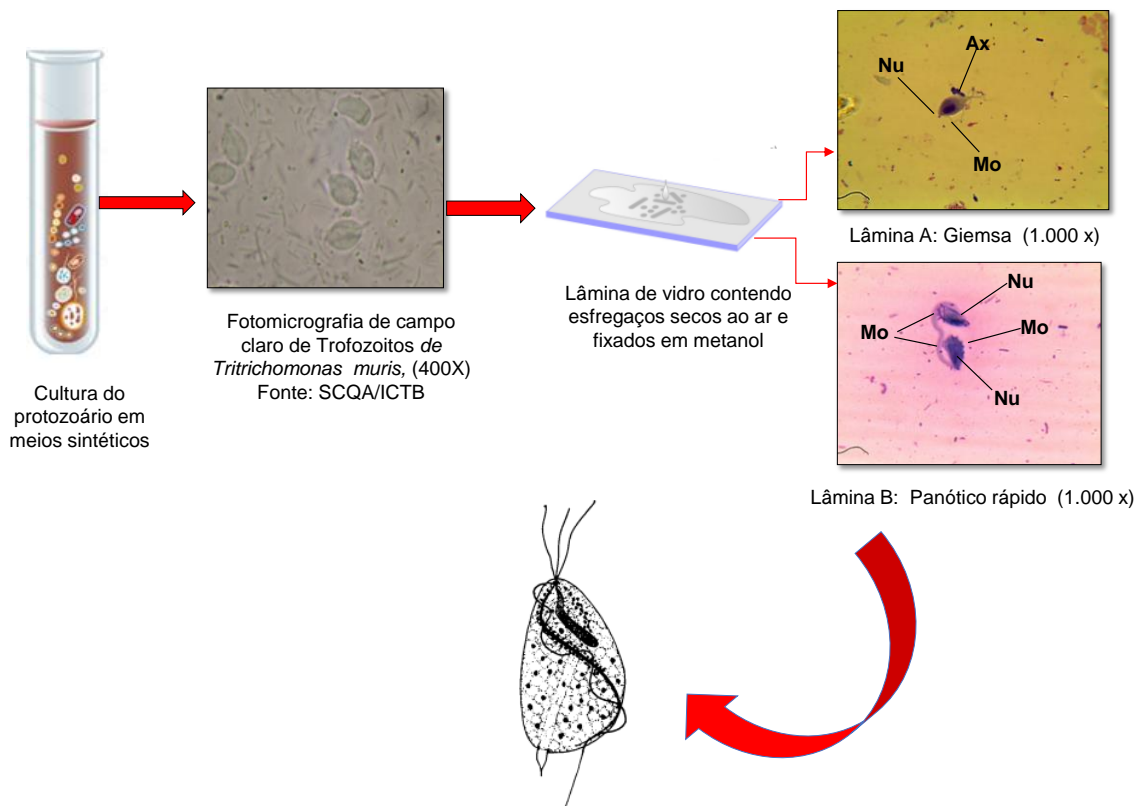 Cultura do
protozoário em
meios sintéticos
Fotomicrografia de campo
claro de Trofozoitos de
Tritrichomonas muris, (400X)
Fonte: SCQA/ICTB
Lâmina de vidro contendo
esfregaços secos ao ar e
fixados em metanol
Ax
Nu
Mo
Lâmina A: Giemsa (1.000 x)
Nu
Mo
Mo
Nu
Lâmina B: Panótico rápido (1.000 x)